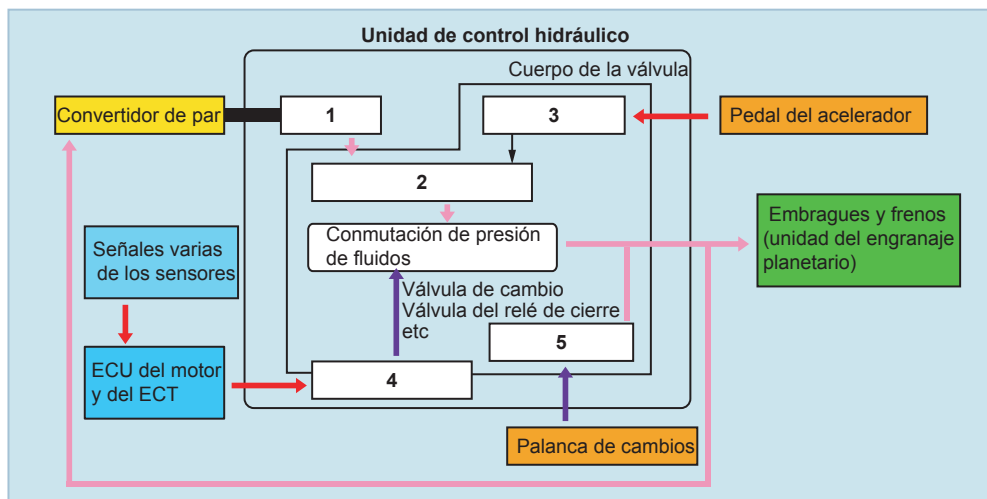 Unidad de control hidráulico
Cuerpo de la válvula
Convertidor de par
1
3
Pedal del acelerador
2
Embragues y frenos
(unidad del engranaje
planetario)
Señales varias
de los sensores
Conmutación de presión
de fluidos
Válvula de cambio
Válvula del relé de cierre
etc
5
ECU del motor
y del ECT
4
Palanca de cambios